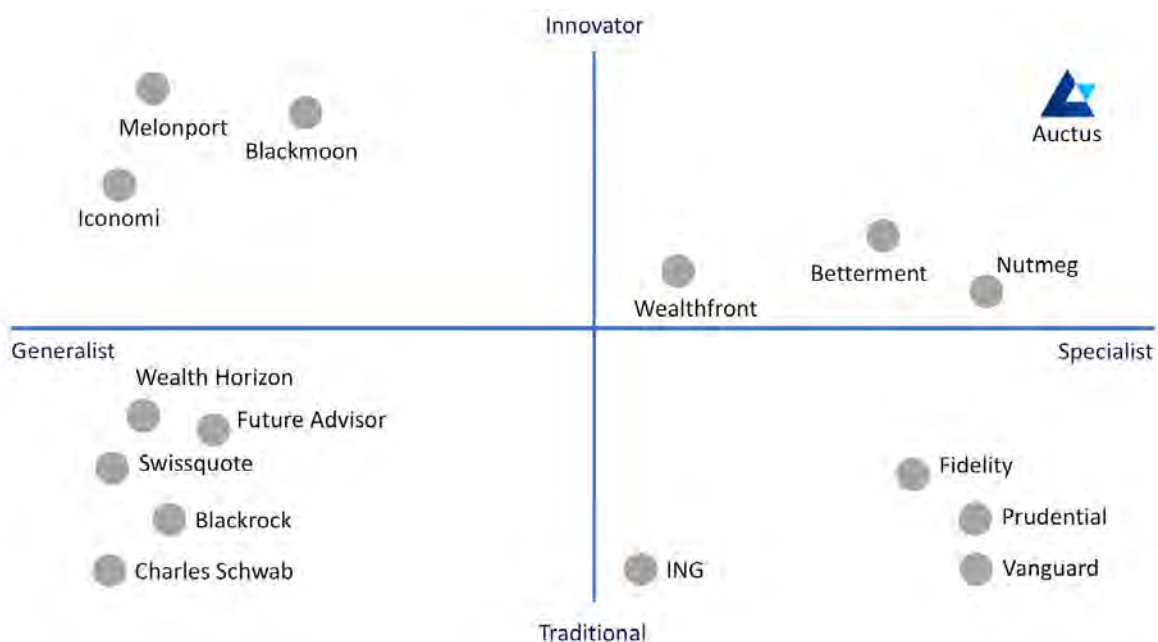 Innovator
Melonport
Blackmoon
Auctus
Iconomi
Betterment
Nutmeg
Wealthfront
Generalist
Specialist
Wealth Horizon
Future Advisor
Swissquote
Fidelity
Blackrock
Prudential
Charles Schwab
ING
Vanguard
Traditional